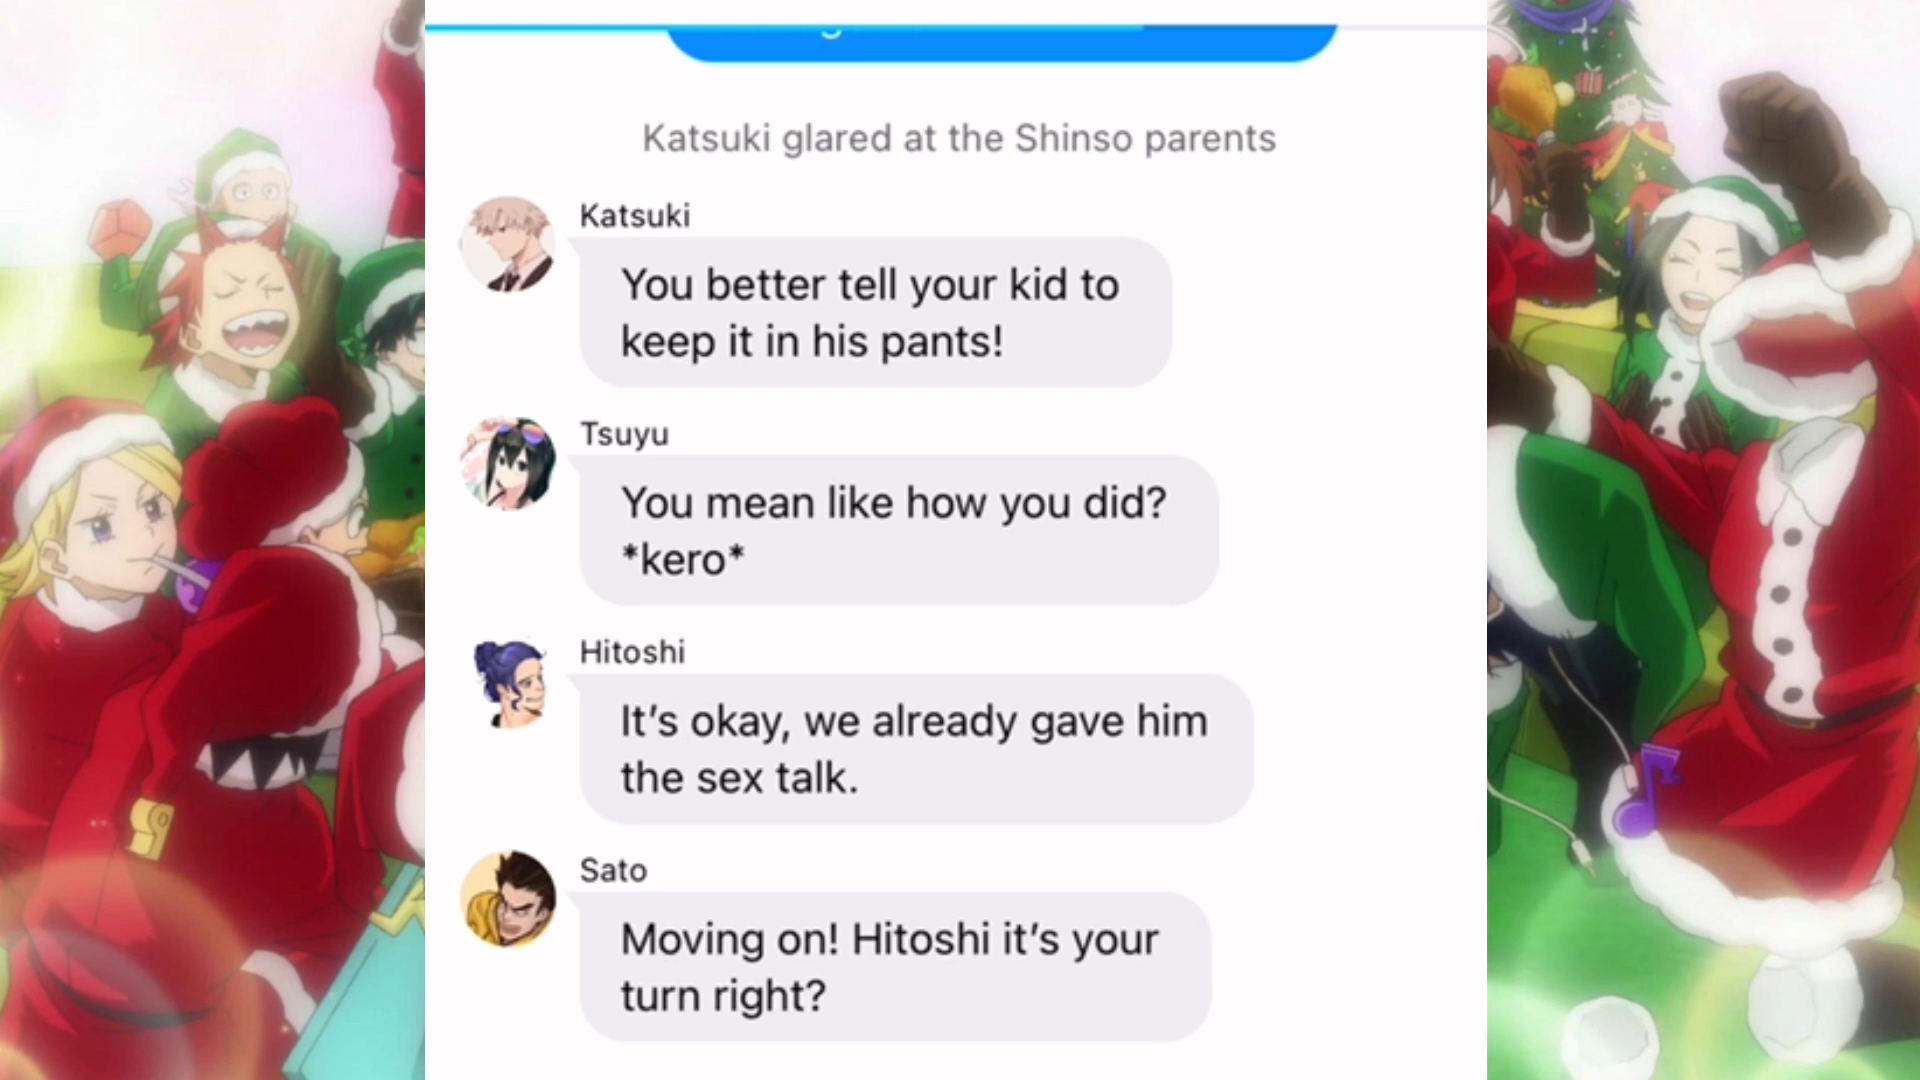 Katsuki glared at the Shinso parents
Katsuki
You better tell your kid to
keep it in his pants!
Tsuyu
You mean like how you did?
*kero*
Hitoshi
It's okay, we already gave him
the sex talk.
Sato
Moving on! Hitoshi it's your
turn right?